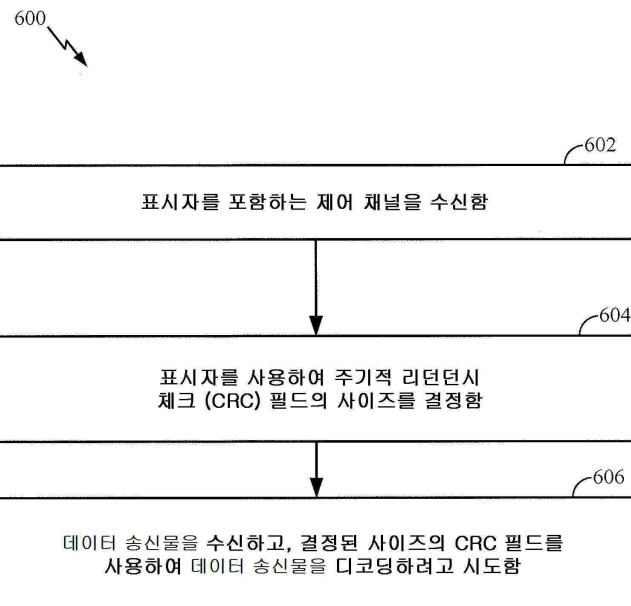 600
602
표시자를 포함하는 제어 채널을 수신함
604
표시자를 사용하여 주기적 리던던시
체크 (CRC) 필드의 사이즈를 결정함
606
데이터 송신물을 수신하고, 결정된 사이즈의 CRC 필드를
사용하여 데이터 송신물을 디코딩하려고 시도함